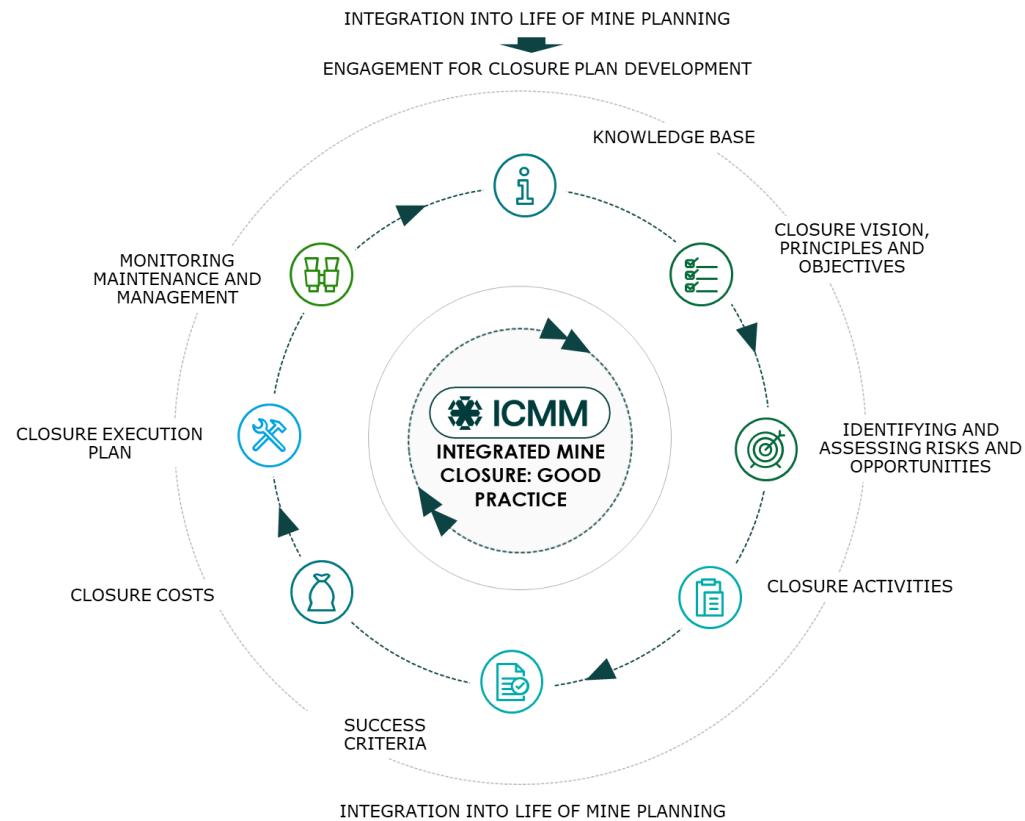 INTEGRATION INTO LIFE OF MINE PLANNING
ENGAGEMENT FOR CLOSURE PLAN DEVELOPMENT
KNOWLEDGE BASE
CLOSURE VISION,
PRINCIPLES AND
OBJECTIVES
IDENTIFYING AND
ASSESSING RISKS AND
OPPORTUNITIES
CLOSURE ACTIVITIES
SUCCESS
CRITERIA
CLOSURE COSTS
CLOSURE EXECUTION
PLAN
MONITORING
MAINTENANCE AND
MANAGEMENT
ICMM
INTEGRATED MINE
CLOSURE: GOOD
PRACTICE
INTEGRATION INTO LIFE OF MINE PLANNING